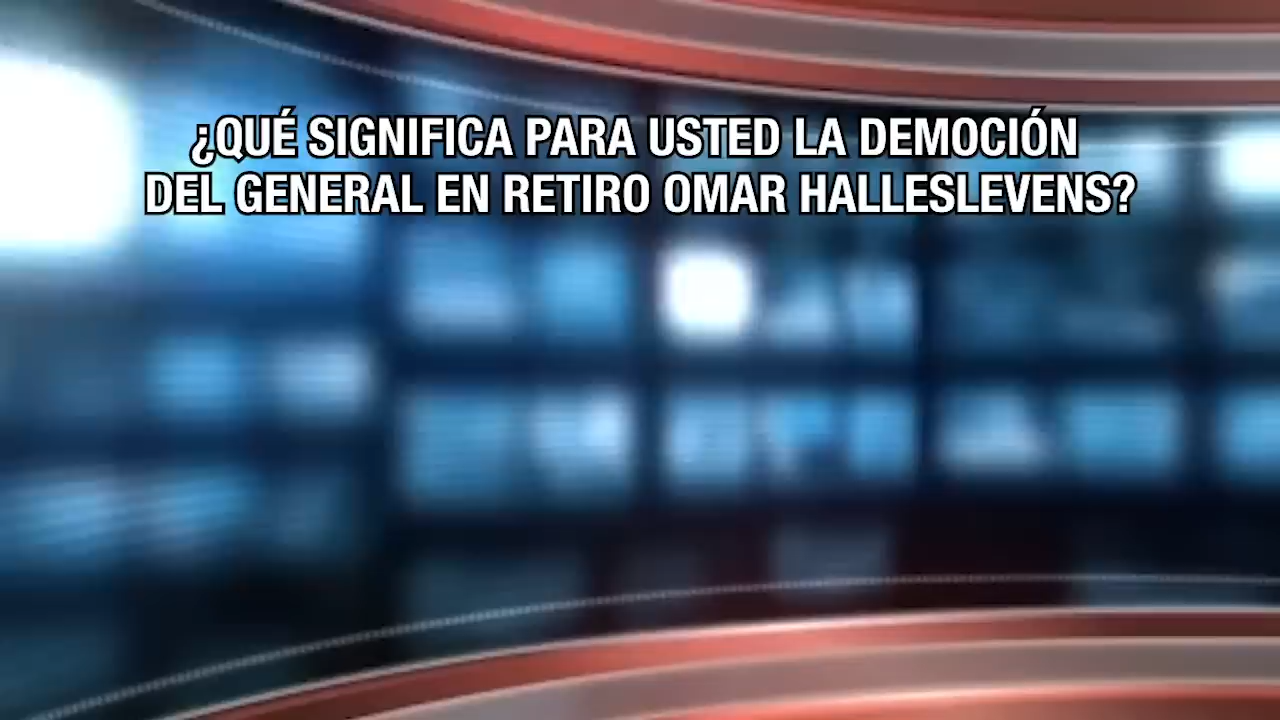 ¿QUÉ SIGNIFICA PARA USTED LA DEMOCIÓN
DEL GENERAL EN RETIRO OMAR HALLESLEVENS?